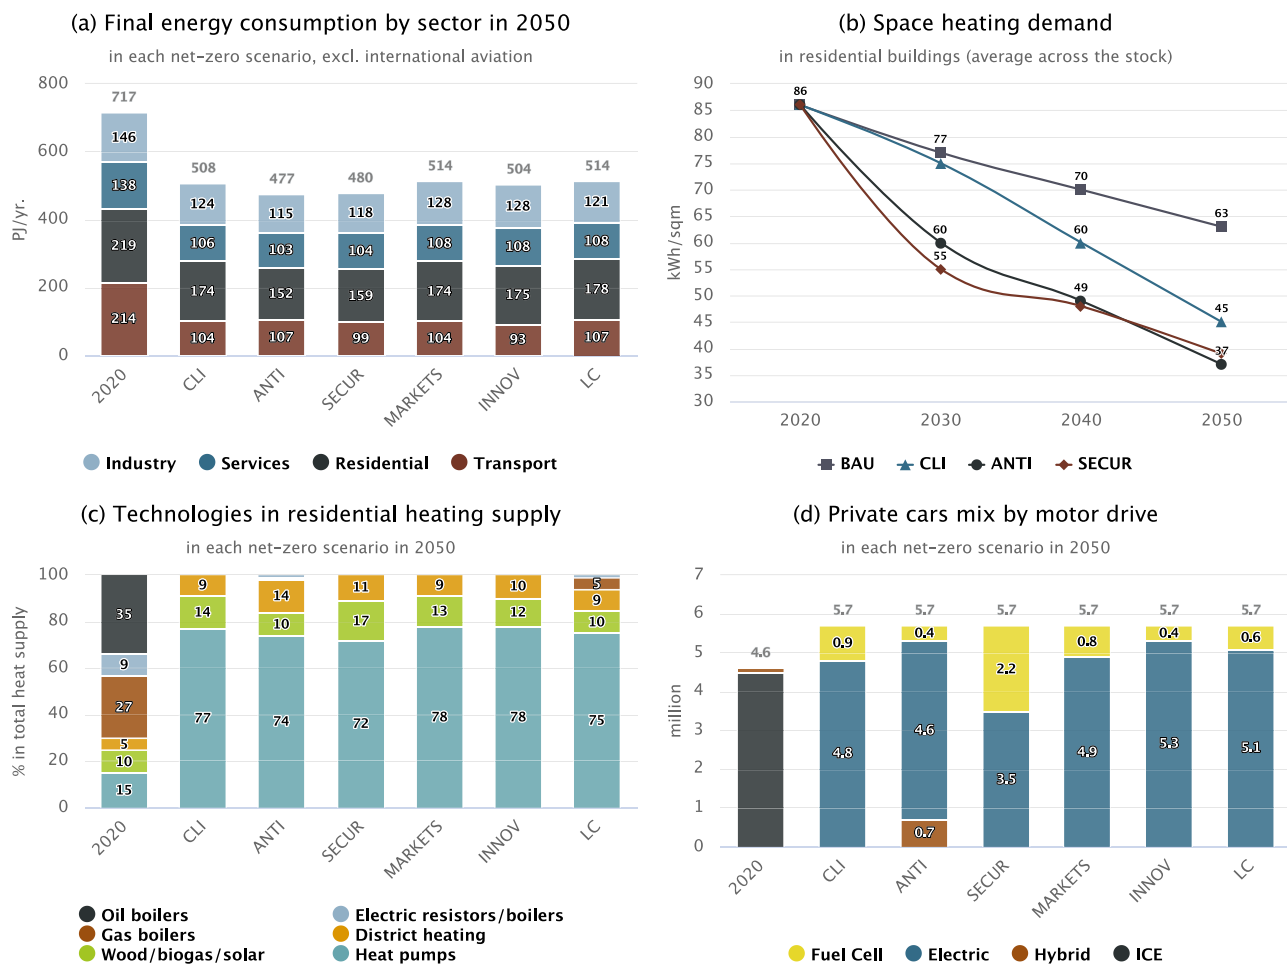 (a) Final energy consumption by sector in 2050
in each net-zero scenario, excl. international aviation
800
600
400
200
0
PJ/yr.
717
508
477
480
514
504
514
146
124
115
118
128
128
121
138
106
103
104
108
108
108
219
174
152
159
174
175
178
214
104
107
99
104
93
107
2020
CLI
ANTI
SECUR
MARKETS
INNOV
LC
Industry
Services
Residential
Transport
(b) Space heating demand
in residential buildings (average across the stock)
90
85
80
75
70
65
60
55
50
45
40
35
30
kWh/sqm
86
77
70
63
60
60
55
49
45
37
2020
2030
2040
2050
BAU
CLI
ANTI
SECUR
(c) Technologies in residential heating supply
in each net-zero scenario in 2050
100
80
60
40
20
0
% in total heat supply
35
9
27
5
10
15
9
14
77
14
10
74
11
17
72
9
13
78
10
12
78
5
9
10
75
2020
CLI
ANTI
SECUR
MARKETS
INNOV
LC
Oil boilers
Electric resistors/boilers
Gas boilers
District heating
Wood/biogas/solar
Heat pumps
(d) Private cars mix by motor drive
in each net-zero scenario in 2050
7
6
5
4
3
2
1
0
million
4.6
5.7
5.7
5.7
5.7
5.7
5.7
0.9
0.4
2.2
0.8
0.4
0.6
4.8
4.6
3.5
4.9
5.3
5.1
0.7
2020
CLI
ANTI
SECUR
MARKETS
INNOV
LC
Fuel Cell
Electric
Hybrid
ICE